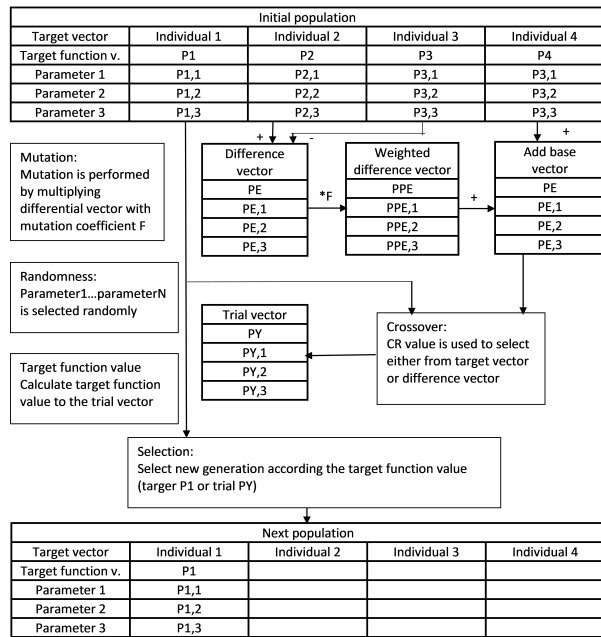 Initial population
Target vector Individual 1 Individual 2 Individual 3 Individual 4
Target function v. P1 P2 P3 P4
Parameter 1 P1,1 P2,1 P3,1 P3,1
Parameter 2 P1,2 P2,2 P3,2 P3,2
Parameter 3 P1,3 P2,3 P3,3 P3,3
+ - +
Mutation:
Mutation is performed
by multiplying
differential vector with
mutation coefficient F
Difference
vector
PE
PE,1
PE,2
PE,3
*F
Weighted
difference vector
PPE
PPE,1
PPE,2
PPE,3
+
Add base
vector
PE
PE,1
PE,2
PE,3
Randomness:
Parameter1...parameterN
is selected randomly
Trial vector
PY
PY,1
PY,2
PY,3
Crossover:
CR value is used to select
either from target vector
or difference vector
Target function value
Calculate target function
value to the trial vector
Selection:
Select new generation according the target function value
(targer P1 or trial PY)
Next population
Target vector Individual 1 Individual 2 Individual 3 Individual 4
Target function v. P1
Parameter 1 P1,1
Parameter 2 P1,2
Parameter 3 P1,3